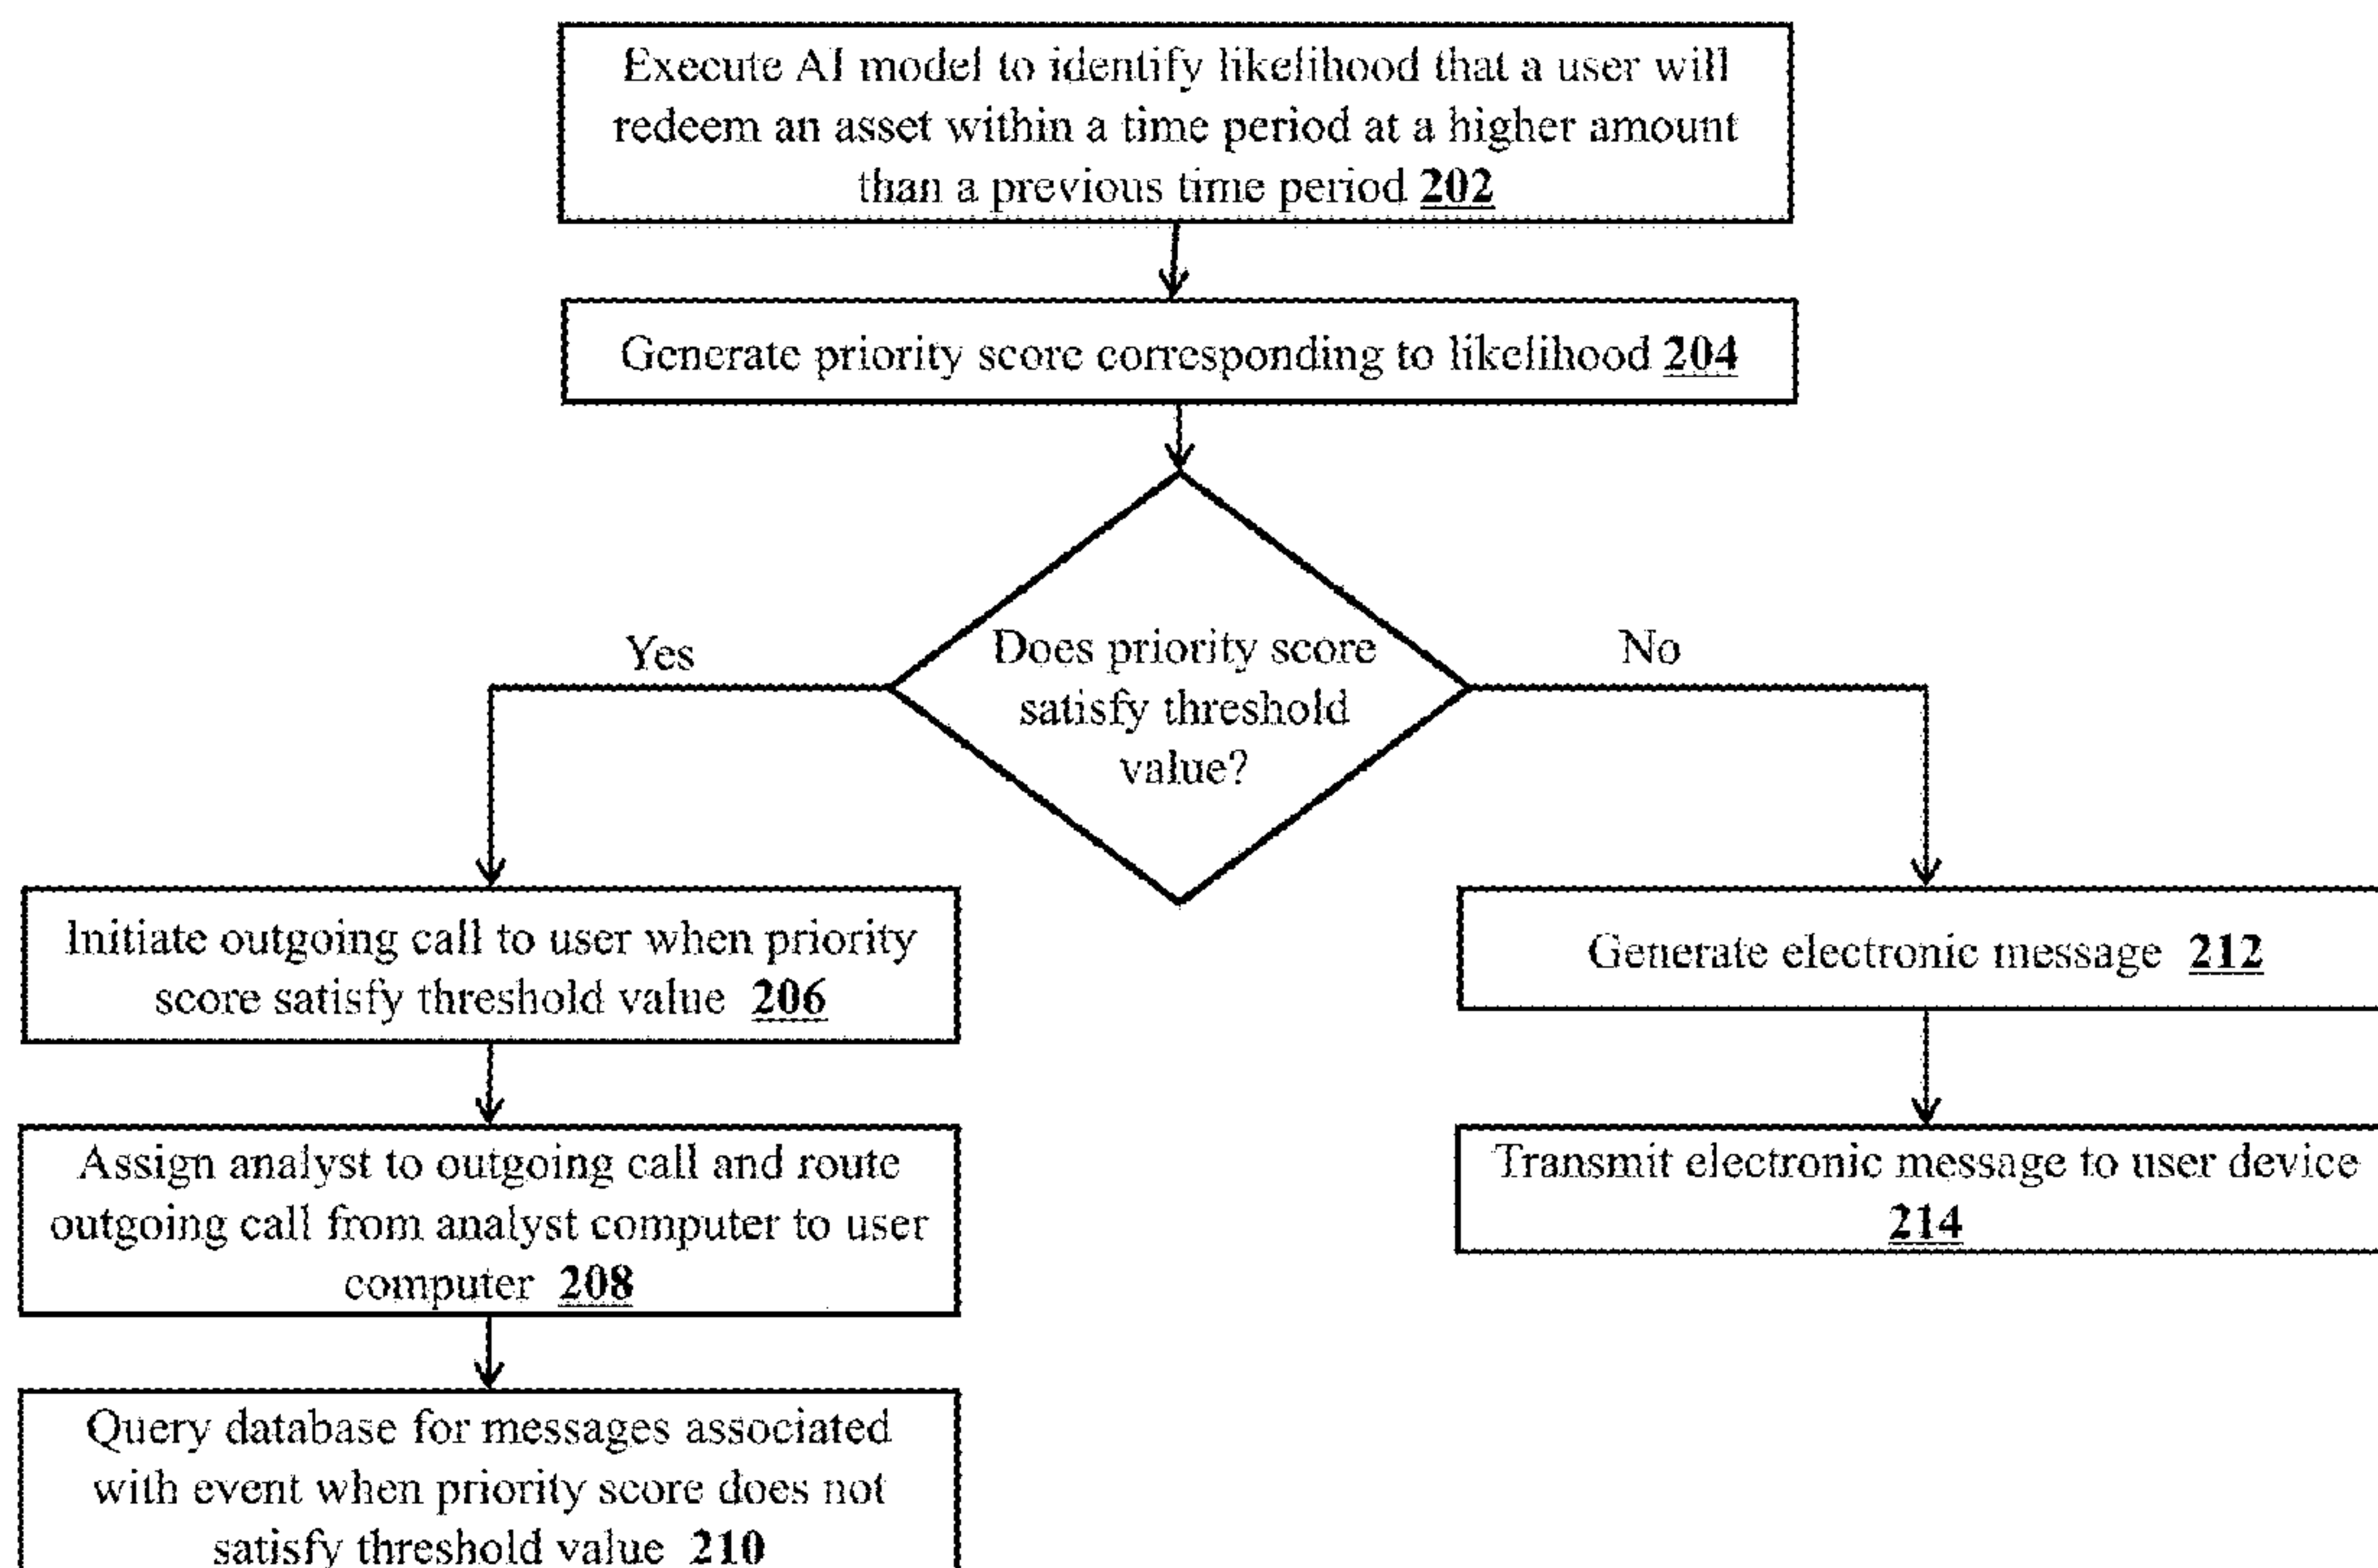 Execute AI model to identify likelihood that a user will
redeem an asset within a time period at a higher amount
than a previous time period 202
Generate priority score corresponding to likelihood 204
Does priority score
satisfy threshold
value?
Yes
No
Initiate outgoing call to user when priority
score satisfy threshold value 206
Assign analyst to outgoing call and route
outgoing call from analyst computer to user
computer 208
Query database for messages associated
with event when priority score does not
satisfy threshold value 210
Generate electronic message 212
Transmit electronic message to user device
214